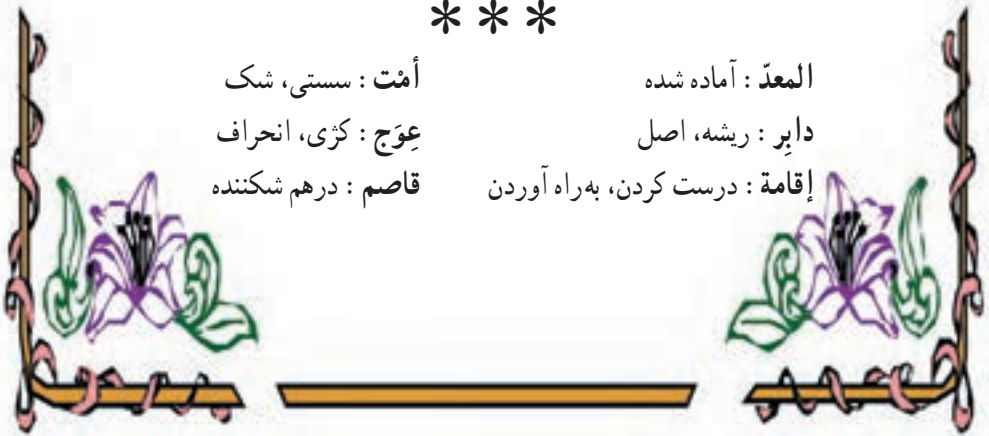 * * *
المعدّ : آماده شده
أمْت : سستی، شک
دابِر : ریشه، اصل
عِوَج : کژی، انحراف
إقامة : درست کردن، به‌راه آوردن
قاصم : درهم شکننده